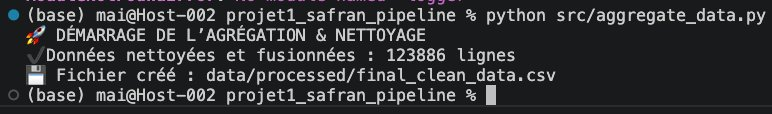 (base) mai@Host-002 projet1_safran_pipeline % python src/aggregate_data.py
🚀 DÉMARRAGE DE L’AGRÉGATION & NETTOYAGE
✔️Données nettoyées et fusionnées : 123886 lignes
💾 Fichier créé : data/processed/final_clean_data.csv
(base) mai@Host-002 projet1_safran_pipeline %